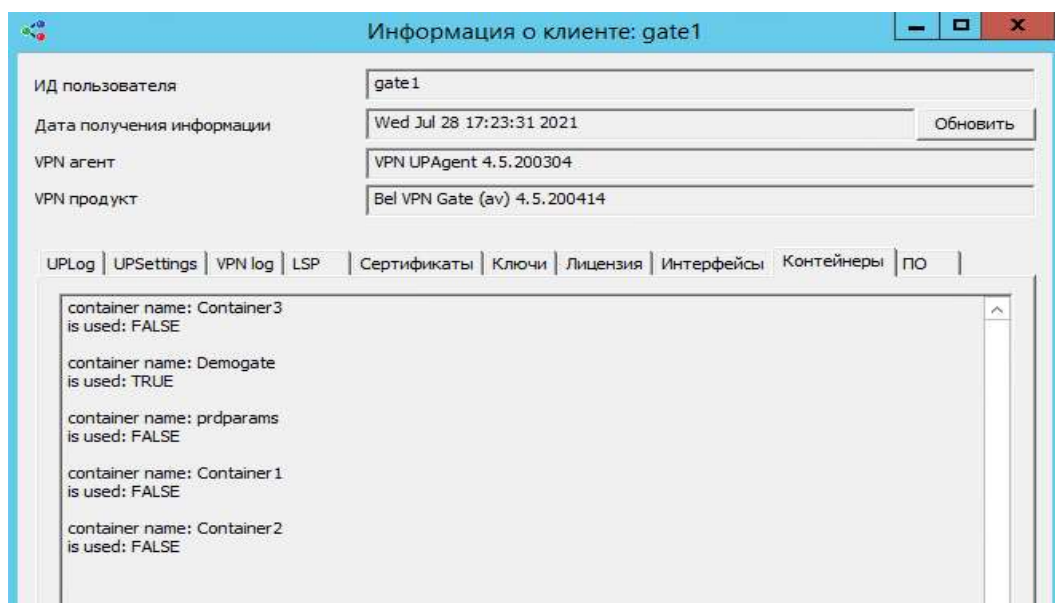 Информация о клиенте: gate1
ИД пользователя gate1
Дата получения информации Wed Jul 28 17:23:31 2021 Обновить
VPN агент VPN UPAgent 4.5.200304
VPN продукт Bel VPN Gate (av) 4.5.200414
UPLog UPSettings VPN log LSP Сертификаты Ключи Лицензия Интерфейсы Контейнеры ПО
container name: Container3
is used: FALSE
container name: Demogate
is used: TRUE
container name: prdparams
is used: FALSE
container name: Container1
is used: FALSE
container name: Container2
is used: FALSE